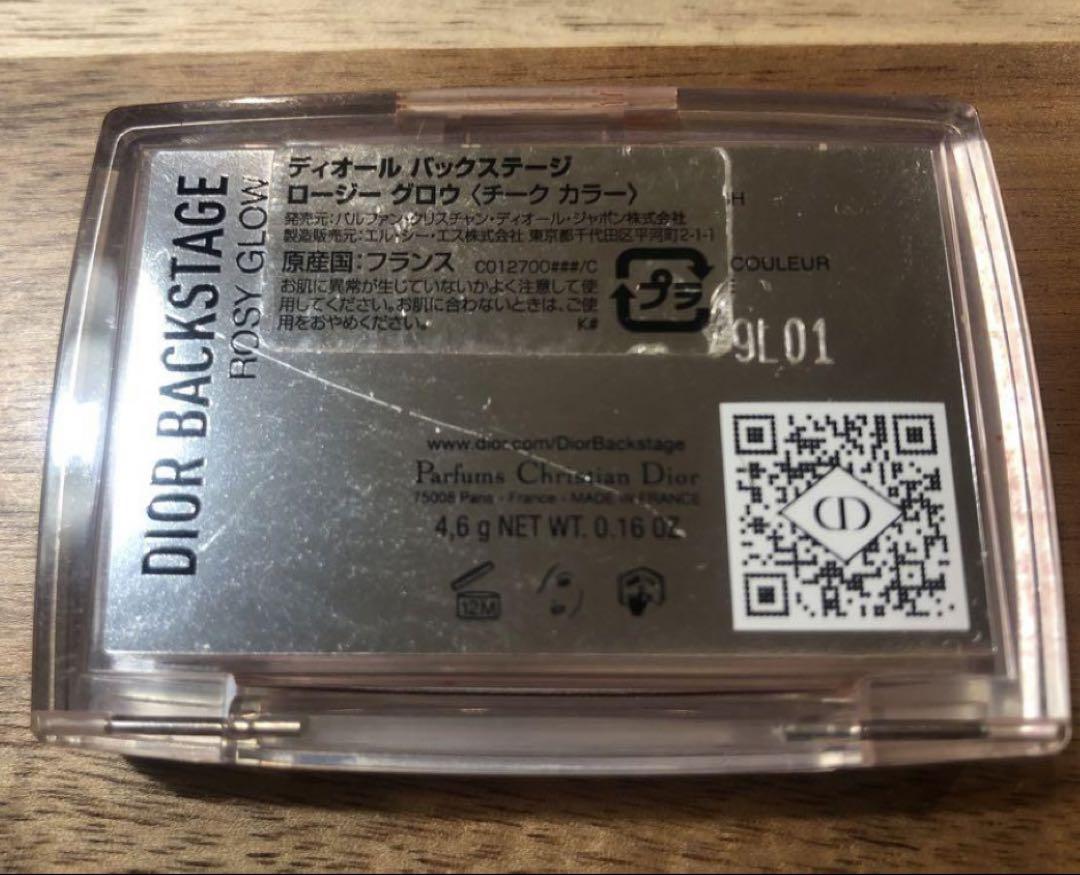 DIOR BACKSTAGE
ROSY GLOW
ディオール バックステージ
ロージー グロウ〈チーク カラー〉
発売元:パルファン・クリスチャン・ディオール・ジャポン株式会社
製造販売元:エル・シー・エス株式会社 東京都千代田区平河町2-1-1
原産国:フランス C012700###/C
お肌に異常が生じていないかよく注意して使
用してください。お肌に合わないときは、ご使
用をおやめください。 K#
プラ
H
COULEUR
E
9L01
www.dior.com/DiorBackstage
Parfums Christian Dior
75008 Paris - France - MADE IN FRANCE
4,6 g NET WT. 0.16 OZ.
12M
CD